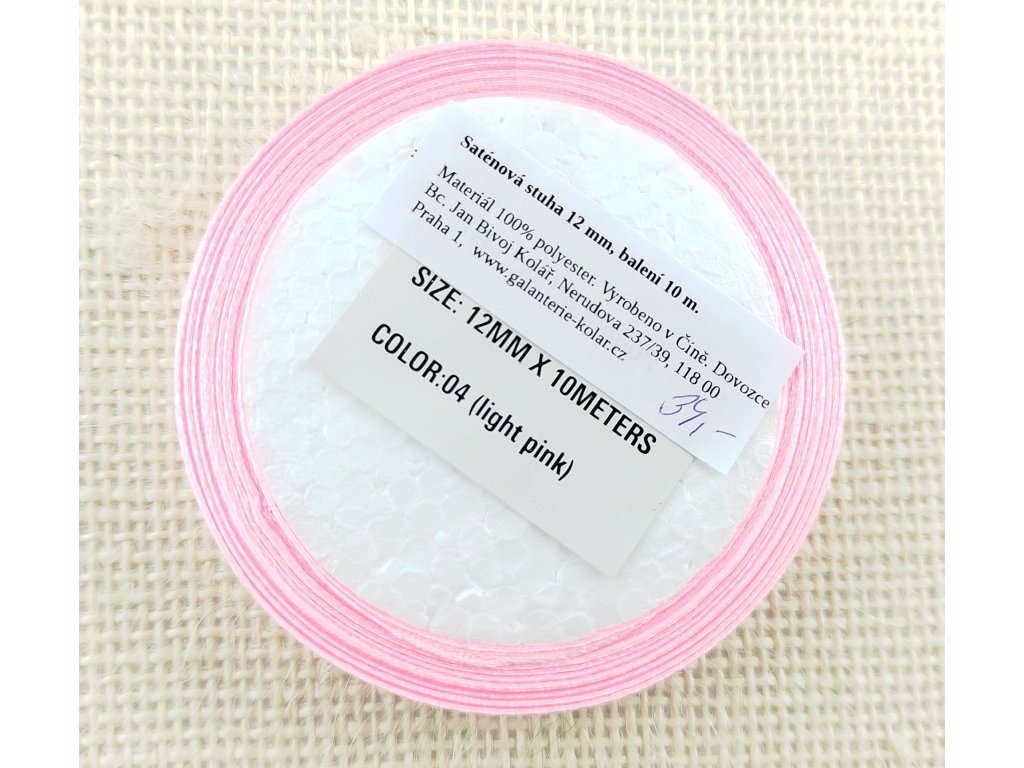 Saténová stuha 12 mm, balení 10 m.
:
Materiál 100% polyester. Vyrobeno v Číně. Dovozce
Bc. Jan Bivoj Kolář, Nerudova 237/39, 118 00
Praha 1, www.galanterie-kolar.cz
39,-
SIZE: 12MM X 10METERS
COLOR:04 (light pink)